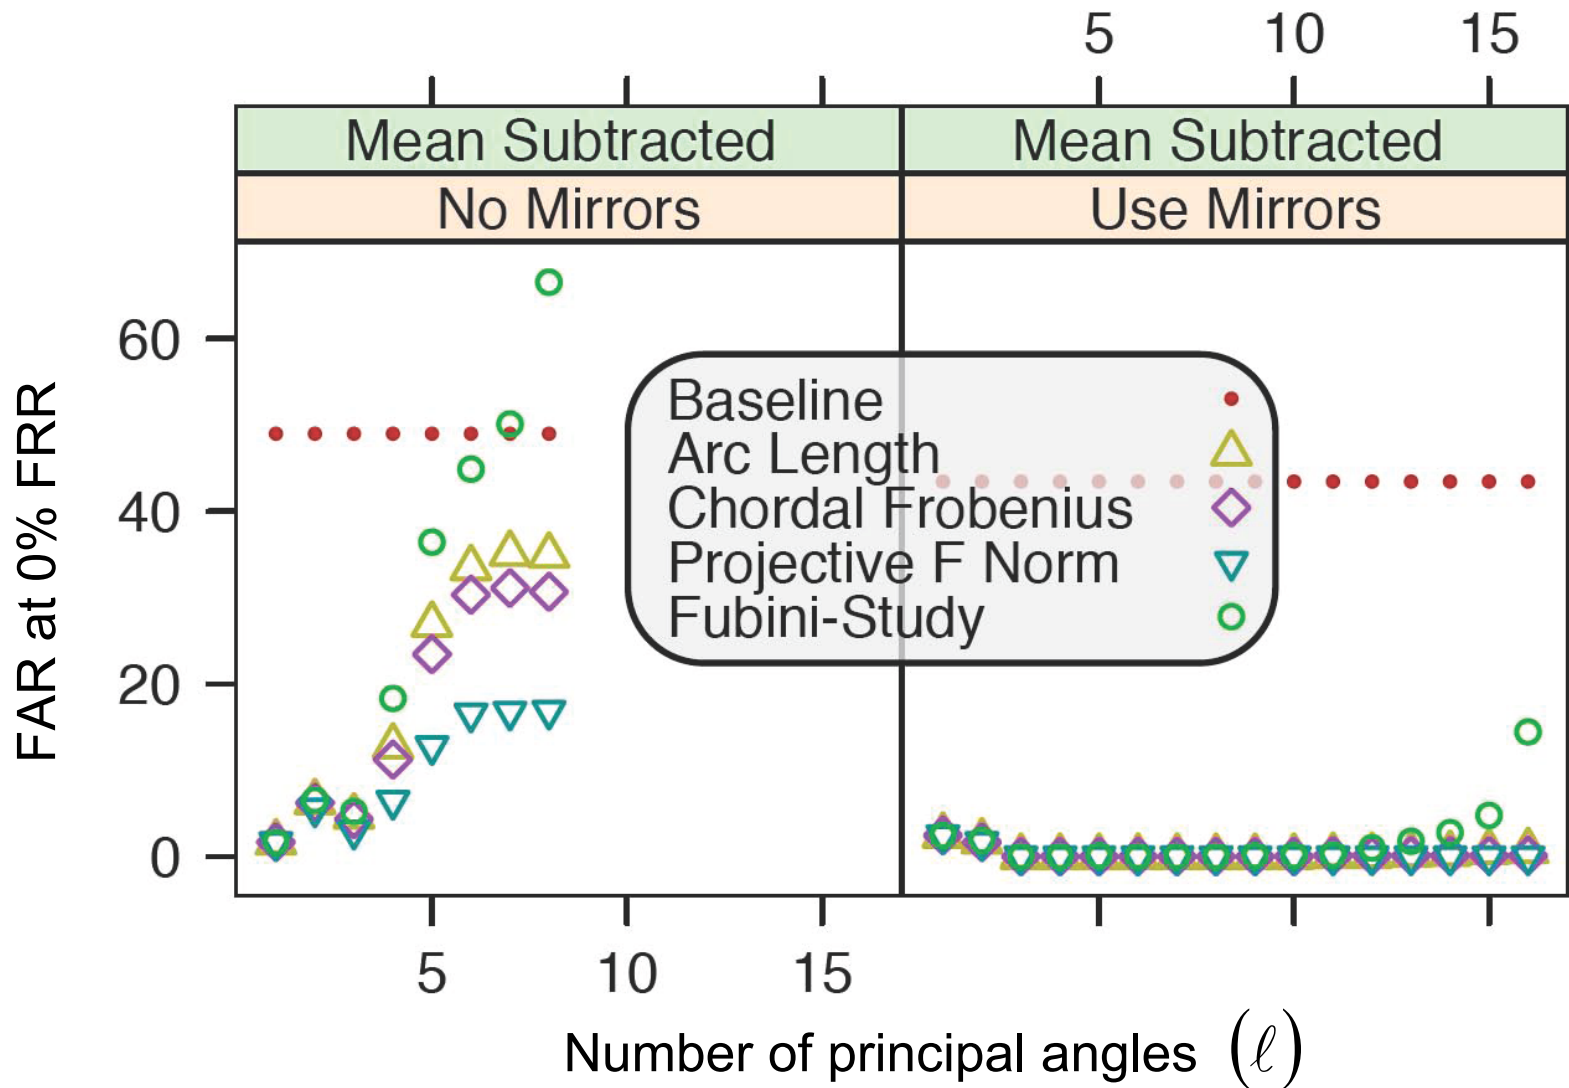 5 10 15
Mean Subtracted Mean Subtracted
No Mirrors Use Mirrors
60
40
20
0
FAR at 0% FRR
Baseline
Arc Length
Chordal Frobenius
Projective F Norm
Fubini-Study
5 10 15
Number of principal angles (ℓ)